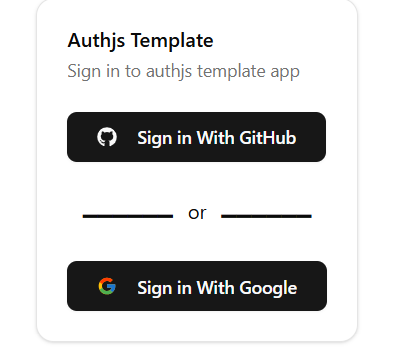 Authjs Template
Sign in to authjs template app
Sign in With GitHub
or
Sign in With Google